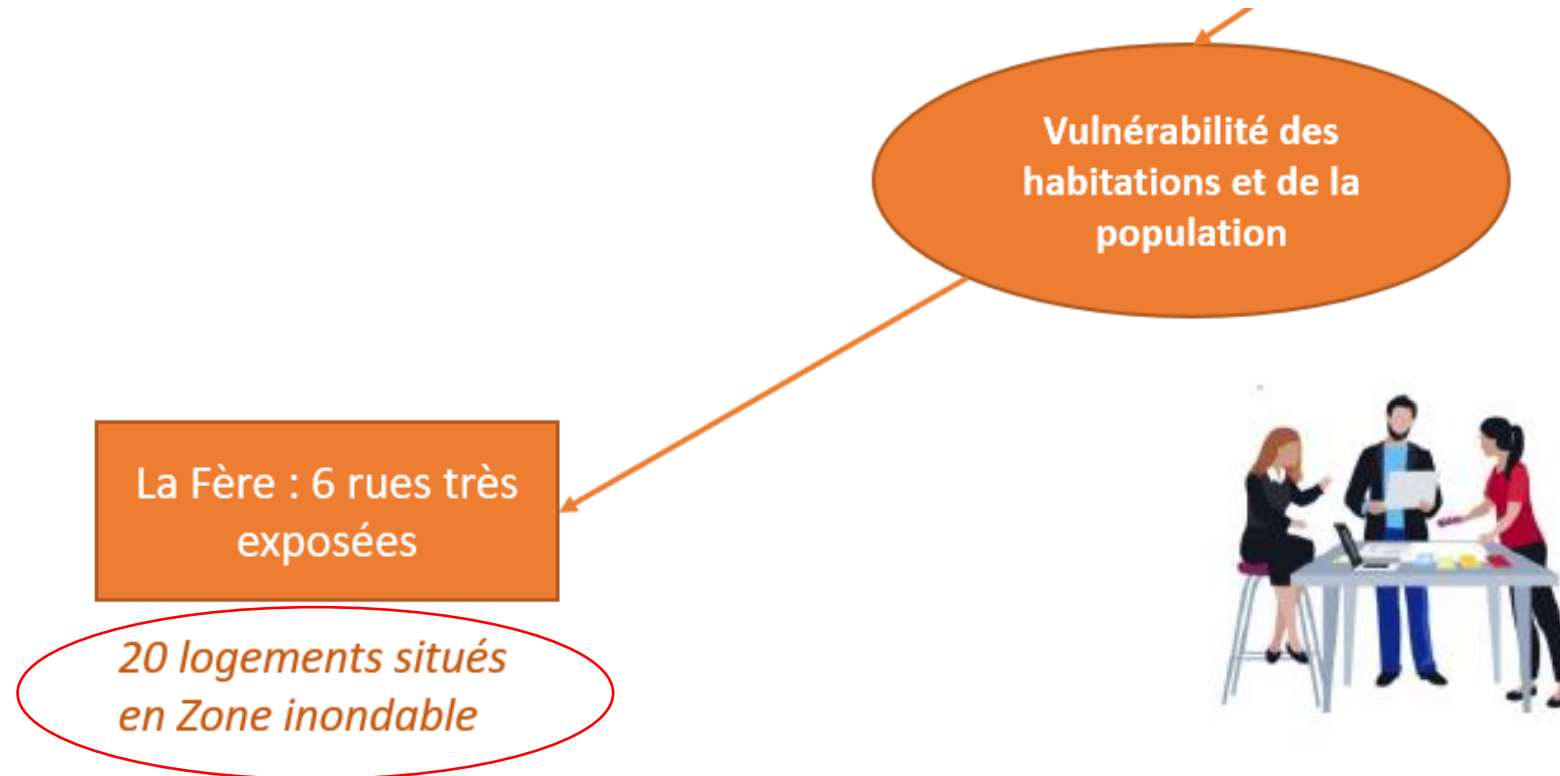 Vulnérabilité des
habitations et de la
population
La Fère : 6 rues très
exposées
20 logements situés
en Zone inondable